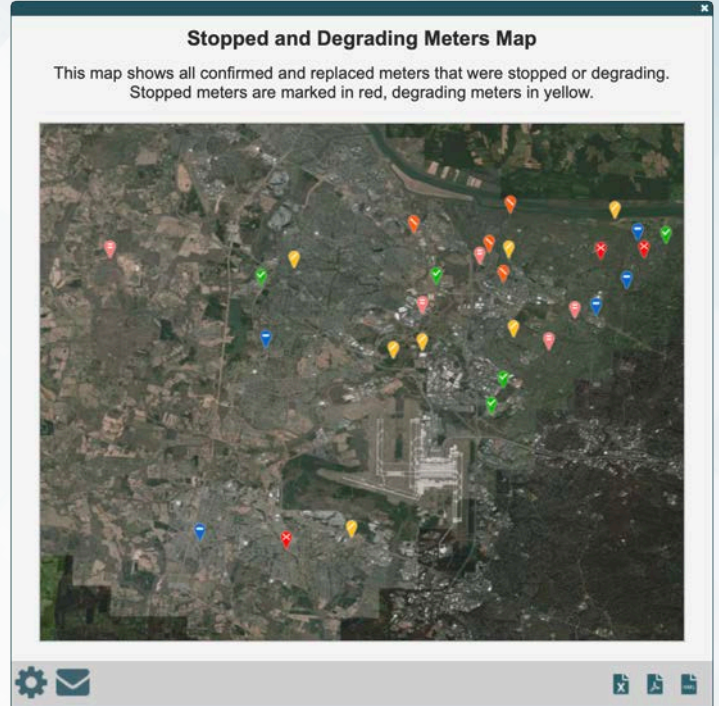 Stopped and Degrading Meters Map
This map shows all confirmed and replaced meters that were stopped or degrading.
Stopped meters are marked in red, degrading meters in yellow.